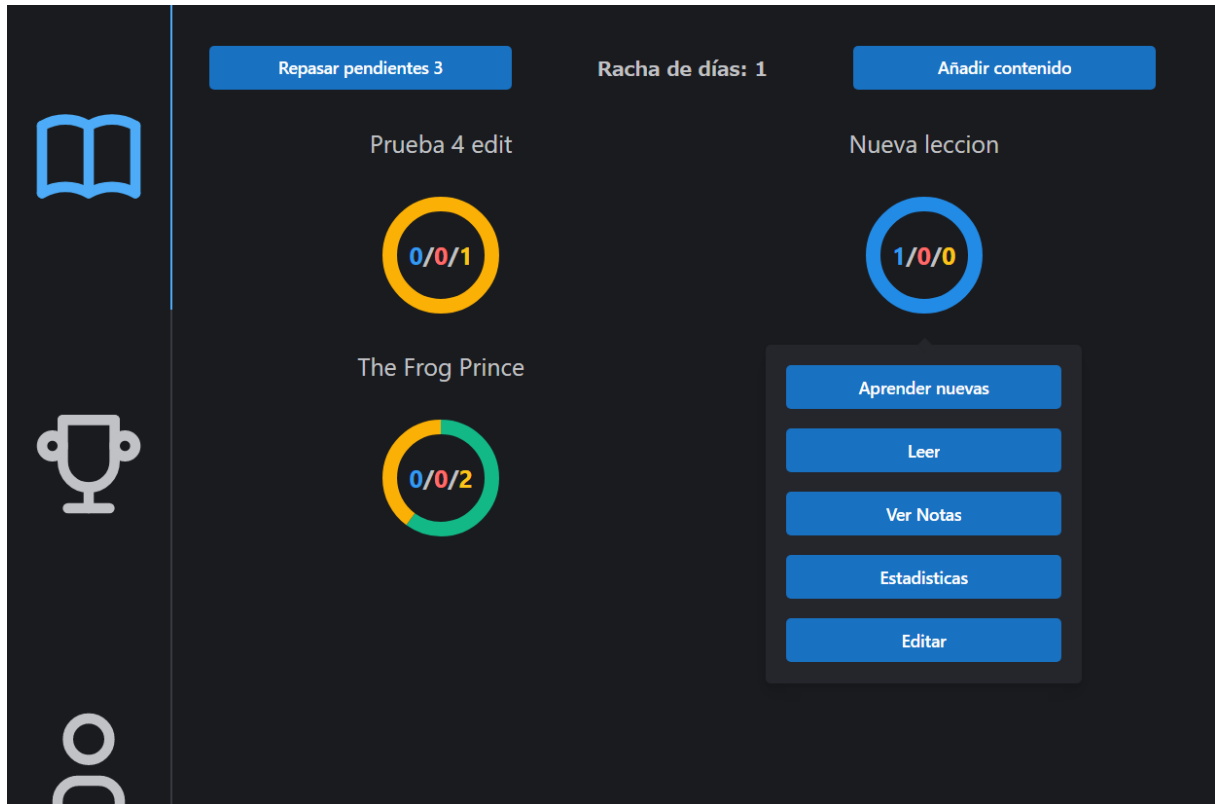 Repasar pendientes 3
Racha de días: 1
Añadir contenido
Prueba 4 edit
Nueva leccion
0/0/1
1/0/0
The Frog Prince
0/0/2
Aprender nuevas
Leer
Ver Notas
Estadisticas
Editar